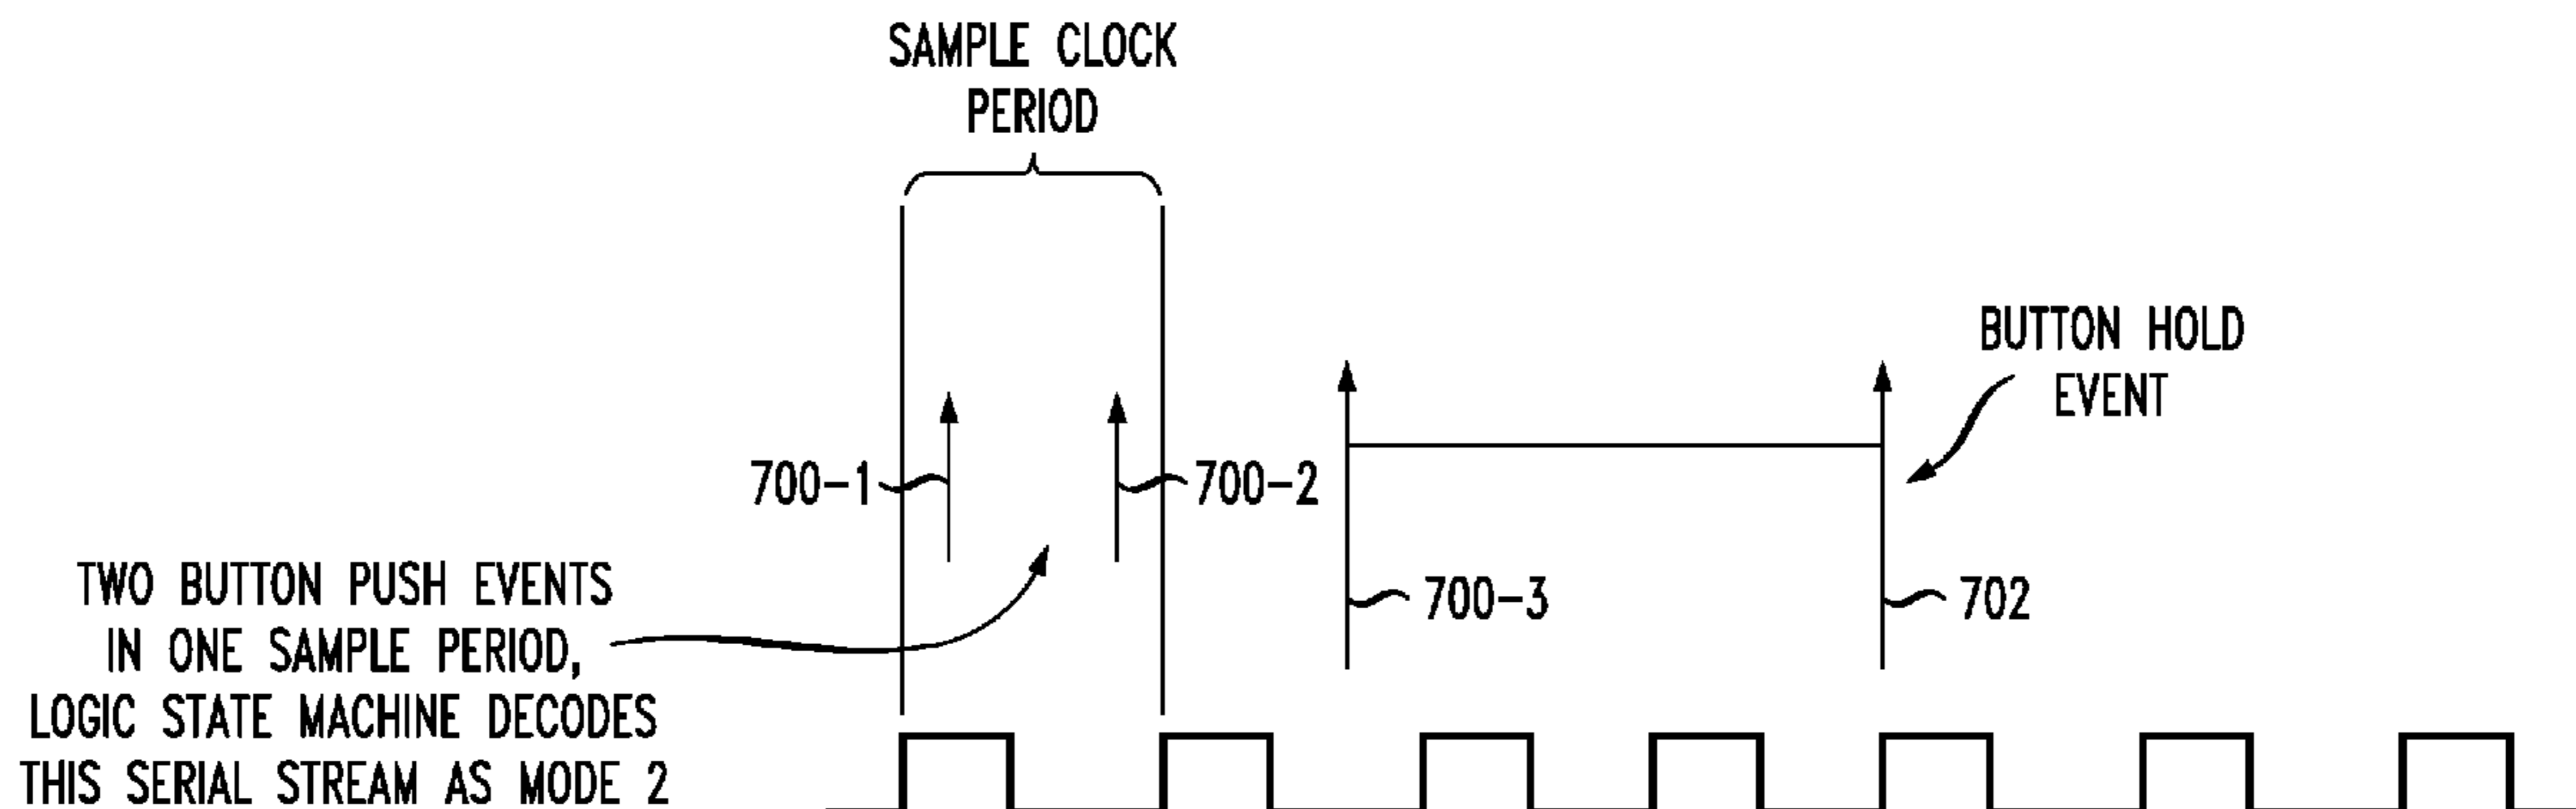 SAMPLE CLOCK
PERIOD
BUTTON HOLD
EVENT
700-1
700-2
TWO BUTTON PUSH EVENTS
IN ONE SAMPLE PERIOD,
LOGIC STATE MACHINE DECODES
THIS SERIAL STREAM AS MODE 2
700-3
702